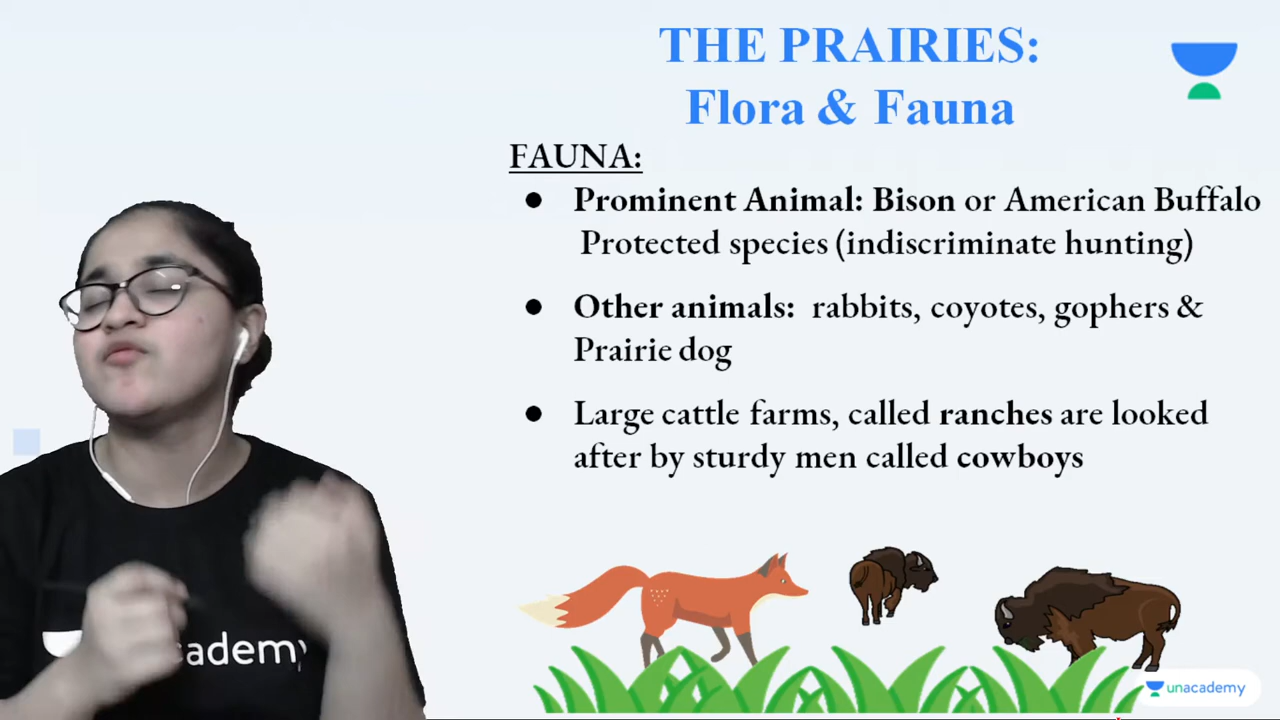 THE PRAIRIES:
Flora & Fauna
FAUNA:
● Prominent Animal: Bison or American Buffalo
Protected species (indiscriminate hunting)
● Other animals: rabbits, coyotes, gophers &
Prairie dog
● Large cattle farms, called ranches are looked
after by sturdy men called cowboys
unacademy